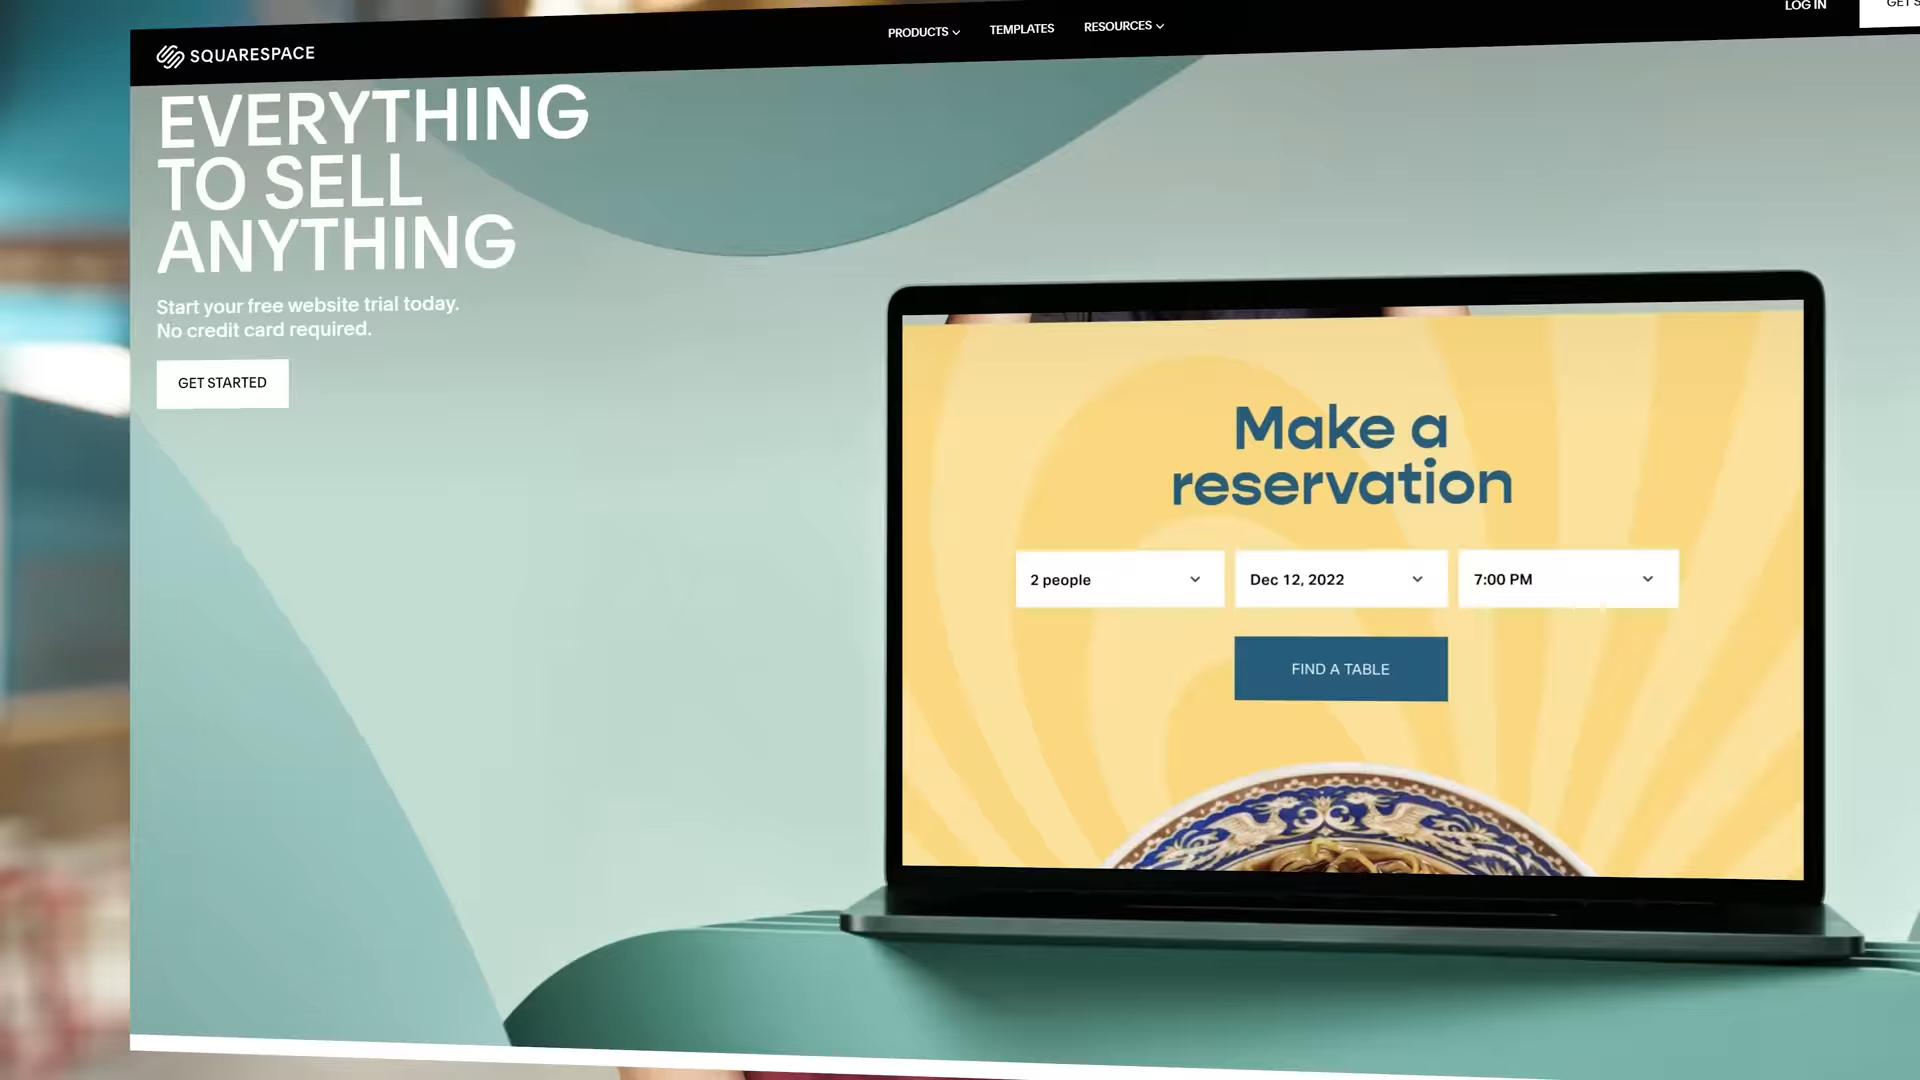 SQUARESPACE
PRODUCTS
TEMPLATES
RESOURCES
LOG IN
EVERYTHING
TO SELL
ANYTHING
Start your free website trial today.
No credit card required.
GET STARTED
Make a
reservation
2 people
Dec 12, 2022
7:00 PM
FIND A TABLE